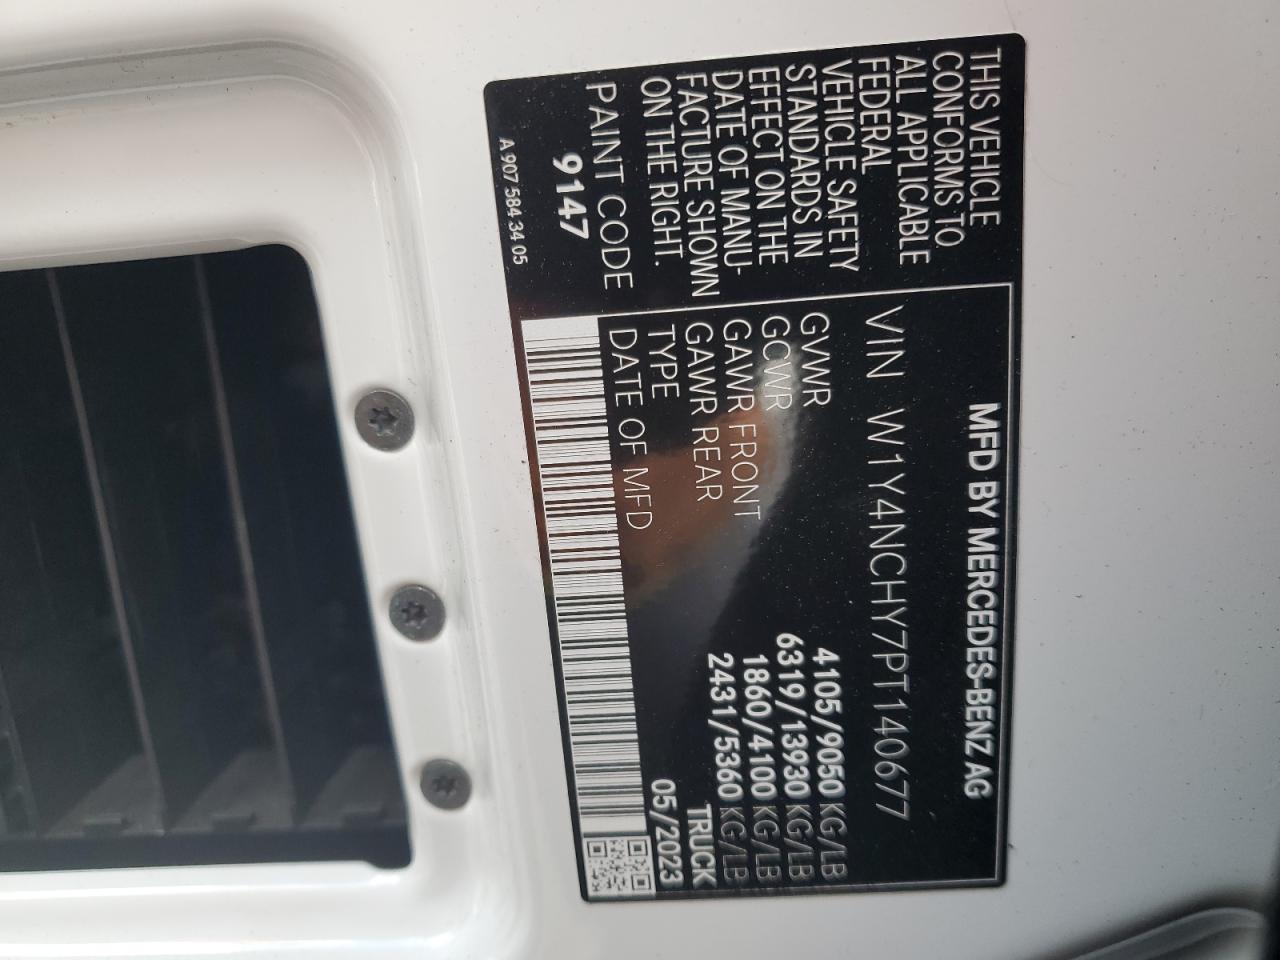 THIS VEHICLE
CONFORMS TO
ALL APPLICABLE
FEDERAL
VEHICLE SAFETY
STANDARDS IN
EFFECT ON THE
DATE OF MANU-
FACTURE SHOWN
ON THE RIGHT.
PAINT CODE
9147
A 907 584 34 05
MFD BY MERCEDES-BENZ AG
VIN W1Y4NCHY7PT140677
GVWR 4105/9050 KG/LB
GCWR 6319/13930 KG/LB
GAWR FRONT 1860/4100 KG/LB
GAWR REAR 2431/5360 KG/LB
TYPE TRUCK
DATE OF MFD 05/2023